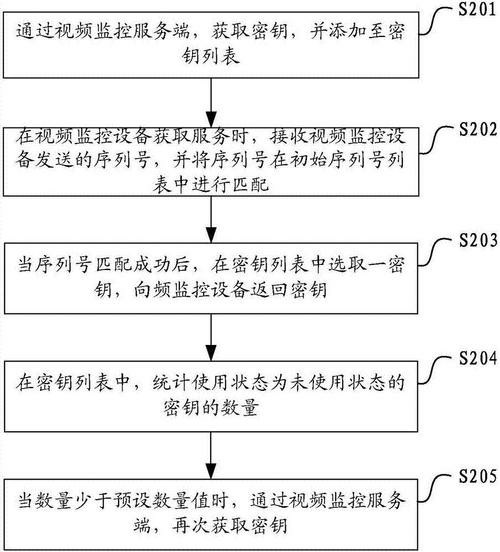 S201
通过视频监控服务端，获取密钥，并添加至密
钥列表
S202
在视频监控设备获取服务时，接收视频监控设
备发送的序列号，并将序列号在初始序列号列
表中进行匹配
S203
当序列号匹配成功后，在密钥列表中选取一密
钥，向频监控设备返回密钥
S204
在密钥列表中，统计使用状态为未使用状态的
密钥的数量
S205
当数量少于预设数量值时，通过视频监控服务
端，再次获取密钥